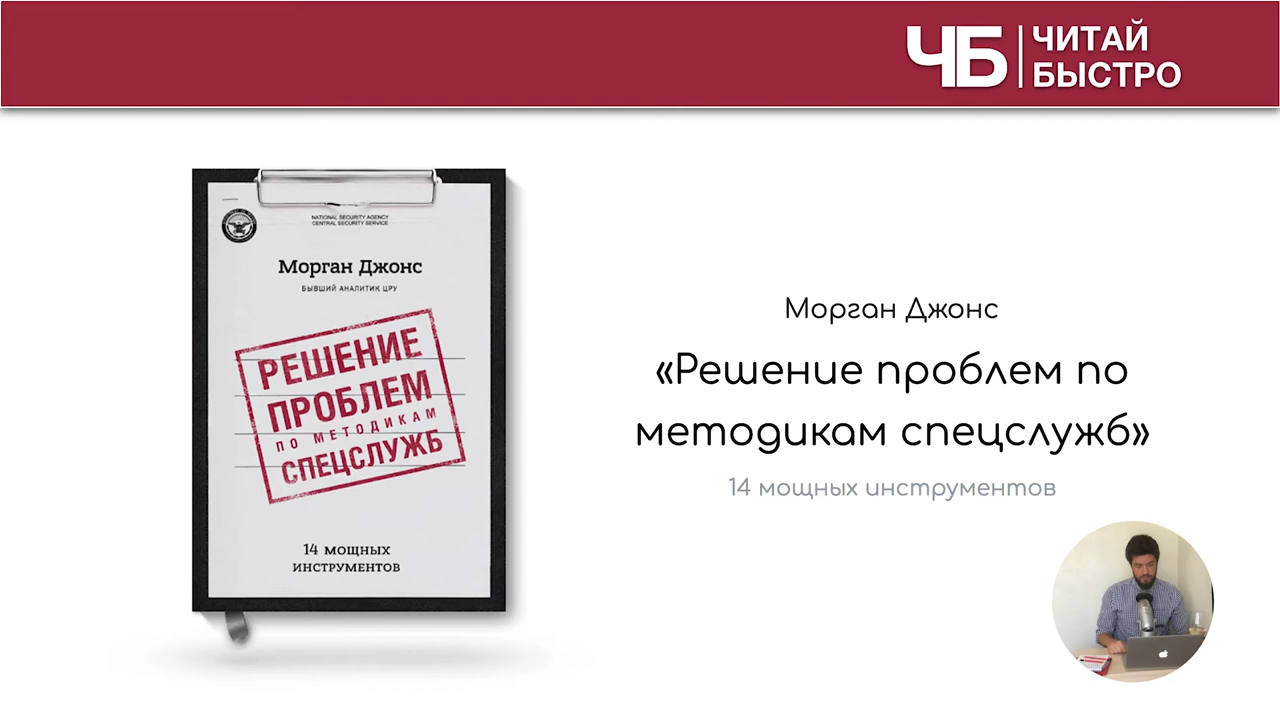 ЧБ
ЧИТАЙ
БЫСТРО
NATIONAL SECURITY AGENCY
CENTRAL SECURITY SERVICE
Морган Джонс
БЫВШИЙ АНАЛИТИК ЦРУ
РЕШЕНИЕ
ПРОБЛЕМ
ПО МЕТОДИКАМ
СПЕЦСЛУЖБ
14 МОЩНЫХ
ИНСТРУМЕНТОВ
Морган Джонс
«Решение проблем по
методикам спецслужб»
14 мощных инструментов